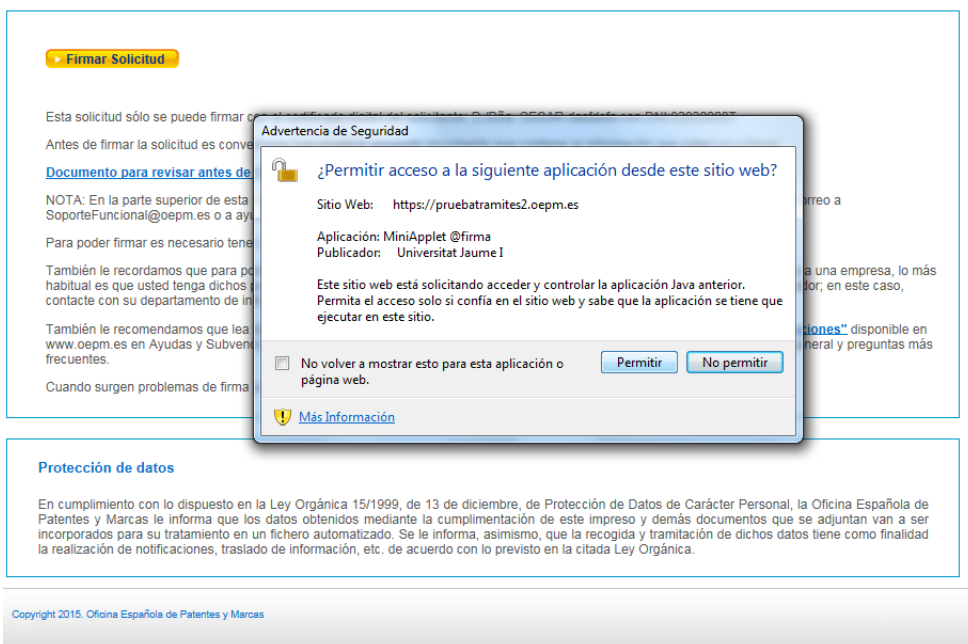 Firmar Solicitud
Esta solicitud sólo se puede firmar
Advertencia de Seguridad
Antes de firmar la solicitud es
¿Permitir acceso a la siguiente aplicación desde este sitio web?
Documento para revisar antes de
Sitio Web: https://pruebatramites2.oepm.es
NOTA: En la parte superior de esta
correo a
SoporteFuncional@oepm.es o a
Aplicación: MiniApplet @firma
Para poder firmar es necesario
Publicador: Universitat Jaume I
También le recordamos que para
a una empresa, lo más
habitual es que usted tenga dichos
en este caso,
contacte con su departamento de
Este sitio web está solicitando acceder y controlar la aplicación Java anterior.
Permita el acceso solo si confía en el sitio web y sabe que la aplicación se tiene que
ejecutar en este sitio.
También le recomendamos que lea
disponible en
www.oepm.es en Ayudas y
y preguntas más
frecuentes.
No volver a mostrar esto para esta aplicación o
página web.
Permitir
No permitir
Cuando surgen problemas de firma
Más Información
Protección de datos
En cumplimiento con lo dispuesto en la Ley Orgánica 15/1999, de 13 de diciembre, de Protección de Datos de Carácter Personal, la Oficina Española de
Patentes y Marcas le informa que los datos obtenidos mediante la cumplimentación de este impreso y demás documentos que se adjuntan van a ser
incorporados para su tratamiento en un fichero automatizado. Se le informa, asimismo, que la recogida y tramitación de dichos datos tiene como finalidad
la realización de notificaciones, traslado de información, etc. de acuerdo con lo previsto en la citada Ley Orgánica.
Copyright 2015. Oficina Española de Patentes y Marcas